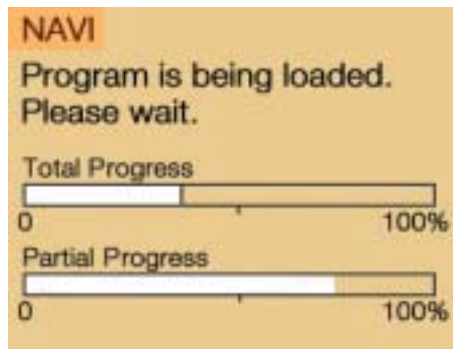 NAVI
Program is being loaded.
Please wait.
Total Progress
0 100%
Partial Progress
0 100%